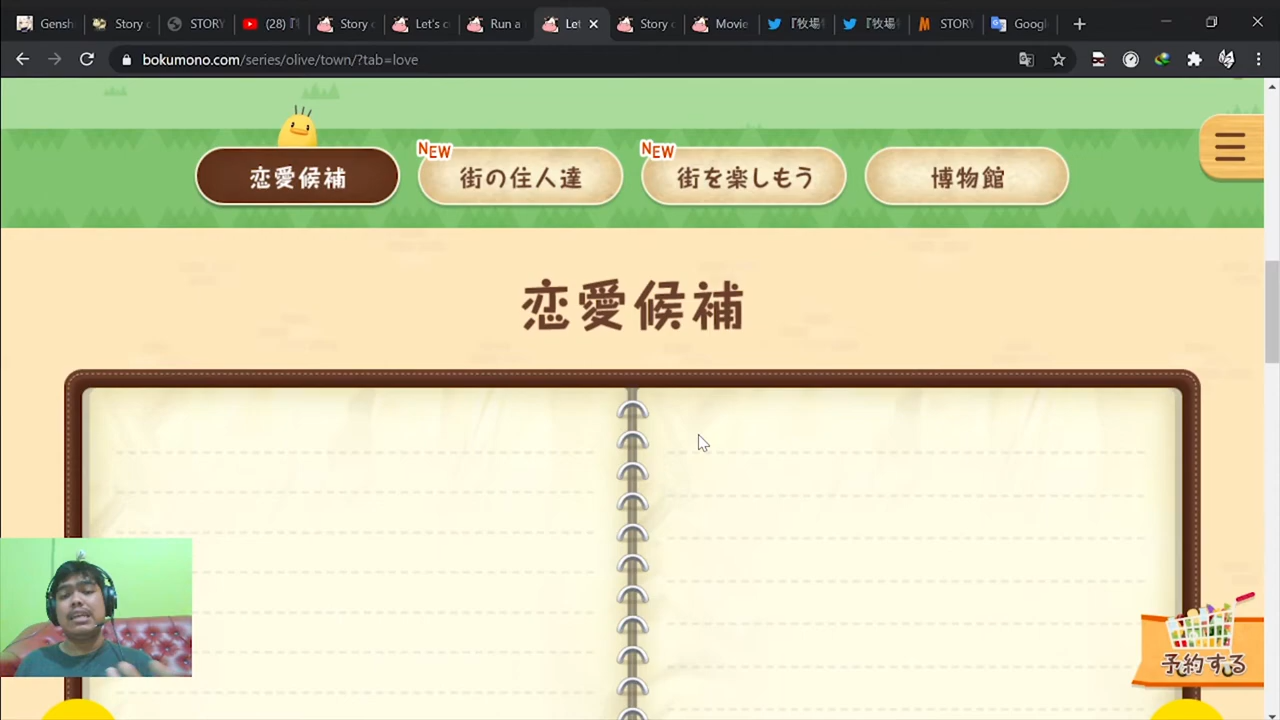 Gensh
Story c
STORY
(28)『
Story c
Let's c
Run a
Let
Story c
Movie
『牧場
『牧場
STORY
Googl
bokumono.com/series/olive/town/?tab=love
恋愛候補
NEW
街の住人達
NEW
街を楽しもう
博物館
恋愛候補
予約する